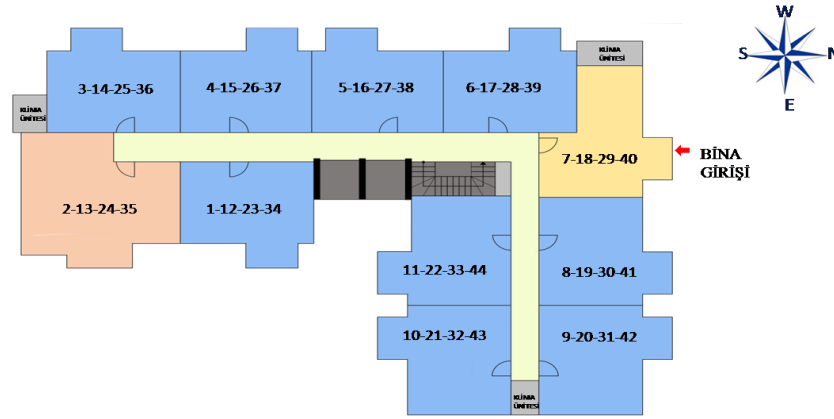 W
S
N
E
KLİMA
ÜNİTESİ
3-14-25-36
4-15-26-37
5-16-27-38
6-17-28-39
KLİMA
ÜNİTESİ
7-18-29-40
BİNA
GİRİŞİ
2-13-24-35
1-12-23-34
11-22-33-44
8-19-30-41
10-21-32-43
9-20-31-42
KLİMA
ÜNİTESİ